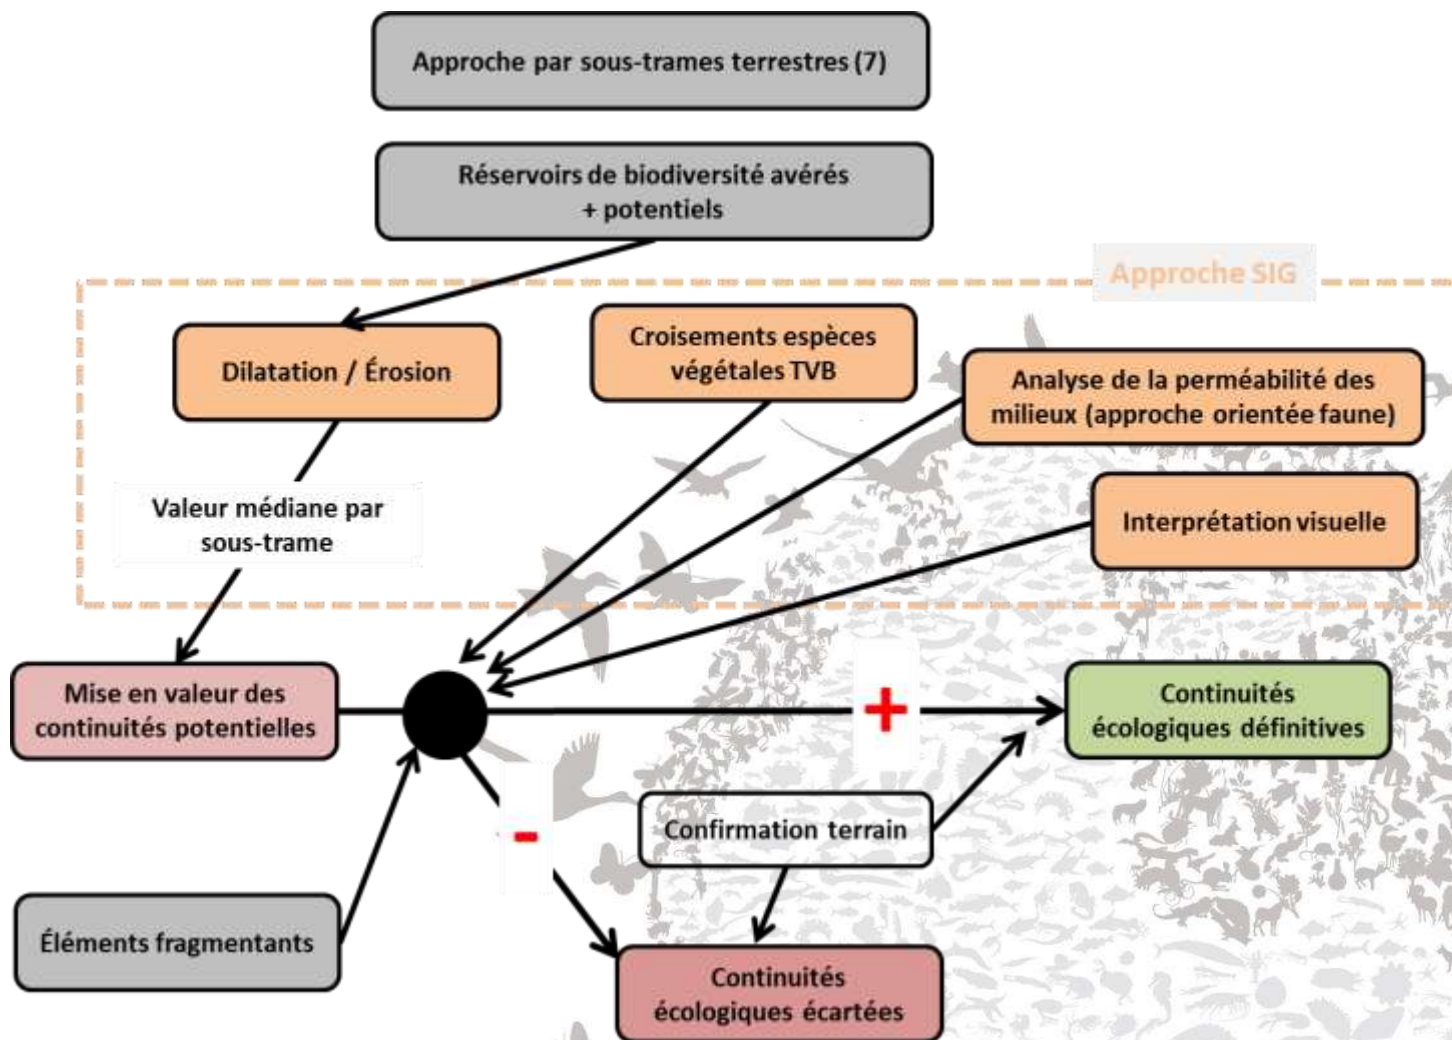 Approche par sous-trames terrestres (7)
Réservoirs de biodiversité avérés
+ potentiels
Approche SIG
Dilatation / Érosion
Croisements espèces
végétales TVB
Analyse de la perméabilité des
milieux (approche orientée faune)
Valeur médiane par
sous-trame
Interprétation visuelle
Mise en valeur des
continuités potentielles
+
Continuités
écologiques définitives
-
Confirmation terrain
Éléments fragmentants
Continuités
écologiques écartées